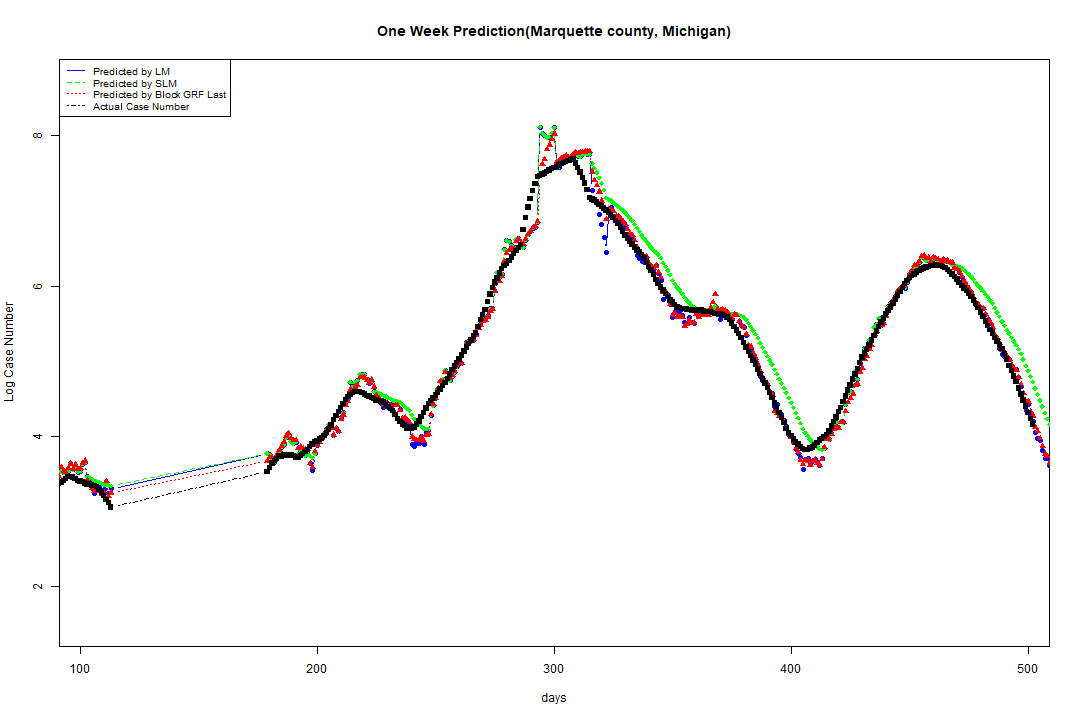 One Week Prediction(Marquette county, Michigan)
Predicted by LM
Predicted by SLM
Predicted by Block GRF Last
Actual Case Number
8
6
4
2
Log Case Number
100 200 300 400 500
days